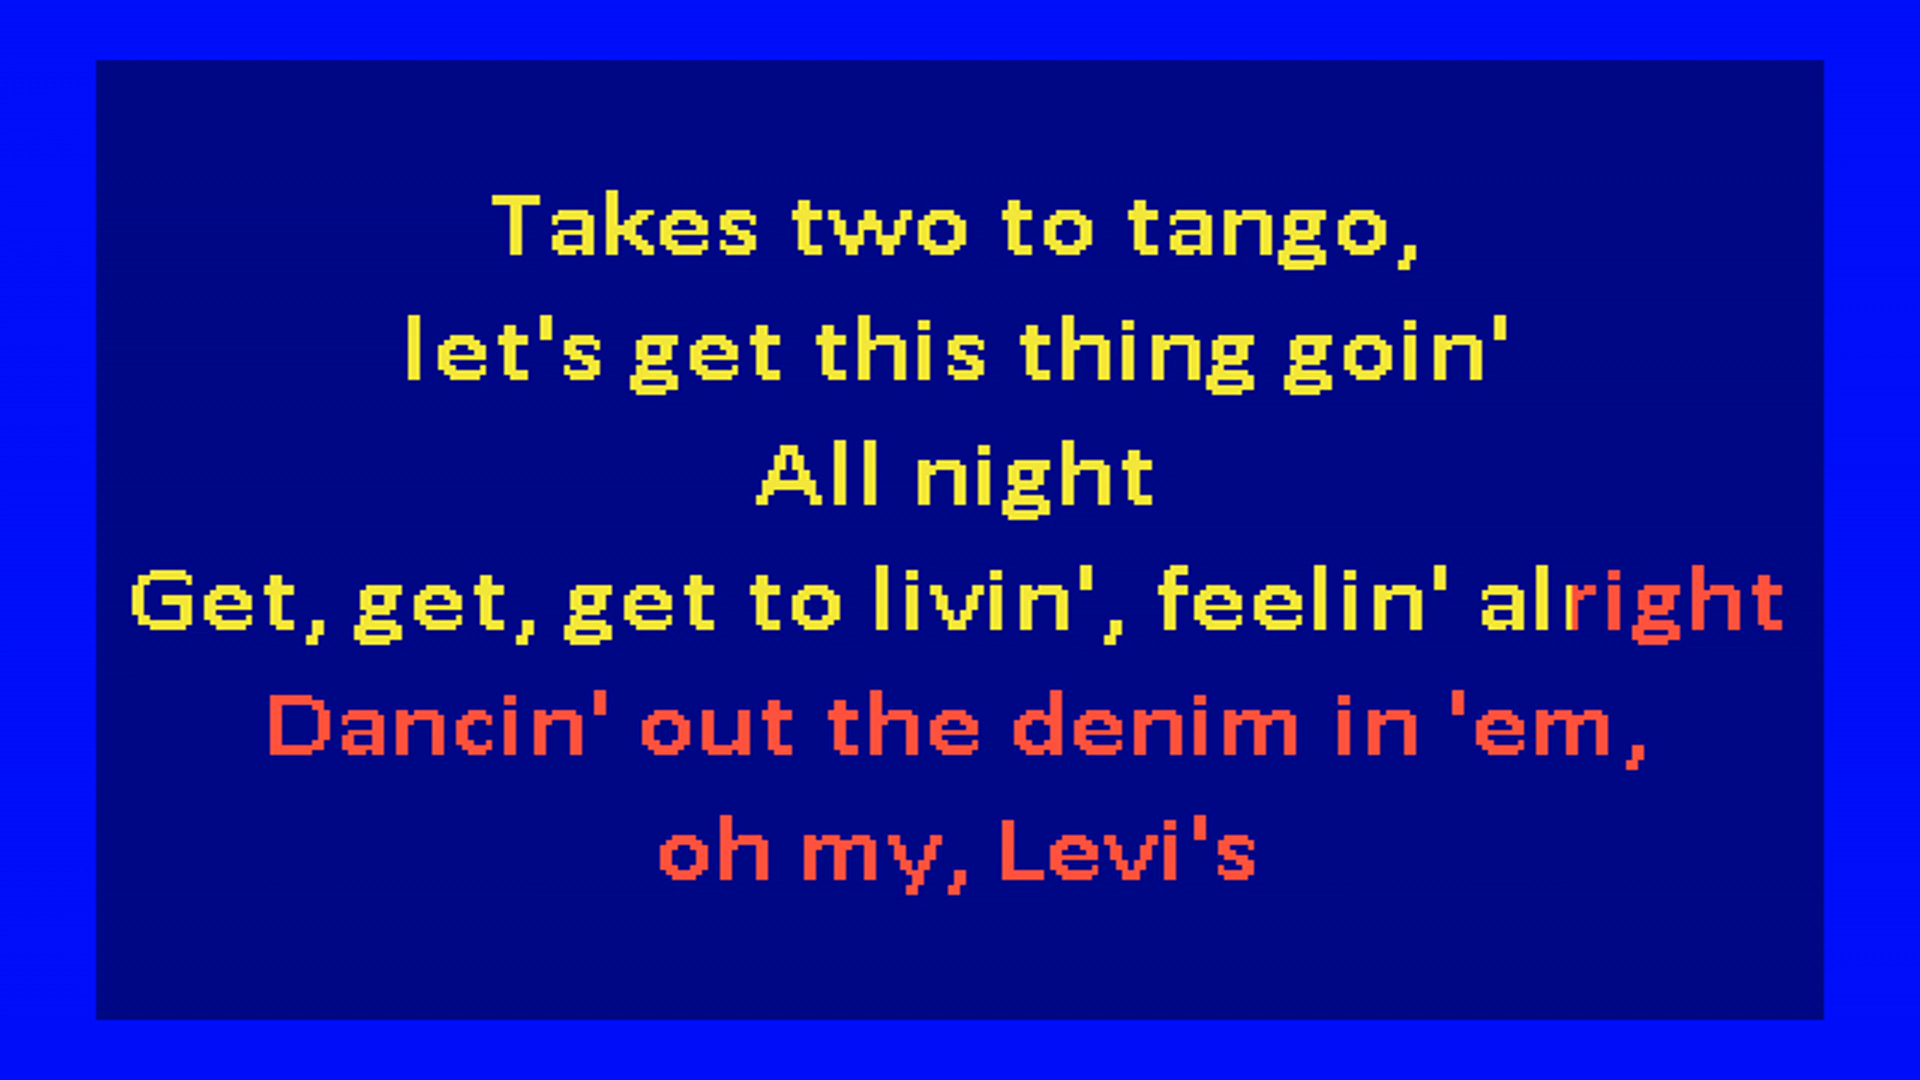 Takes two to tango,
let's get this thing goin'
All night
Get, get, get to livin', feelin' alright
Dancin' out the denim in 'em,
oh my, Levi's